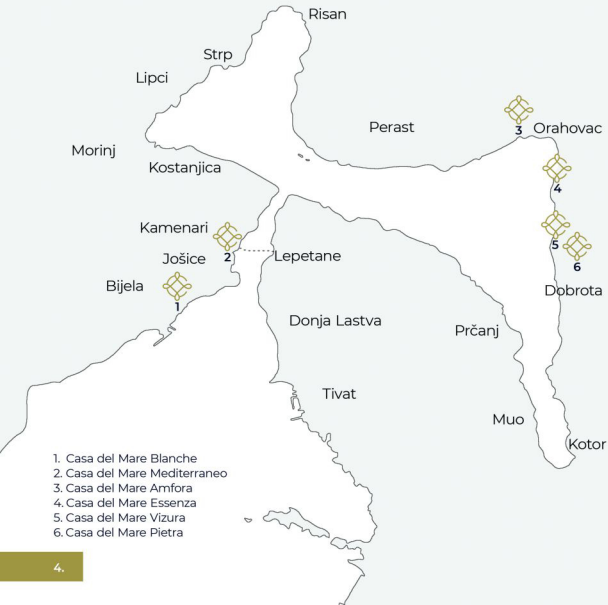 Risan
Strp
Lipci
Perast
3
Orahovac
Morinj
Kostanjica
4
Kamenari
5
2
Lepetane
Jošice
6
Bijela
Dobrota
1
Donja Lastva
Prčanj
Tivat
Muo
Kotor
1. Casa del Mare Blanche
2. Casa del Mare Mediterraneo
3. Casa del Mare Amfora
4. Casa del Mare Essenza
5. Casa del Mare Vizura
6. Casa del Mare Pietra
4.